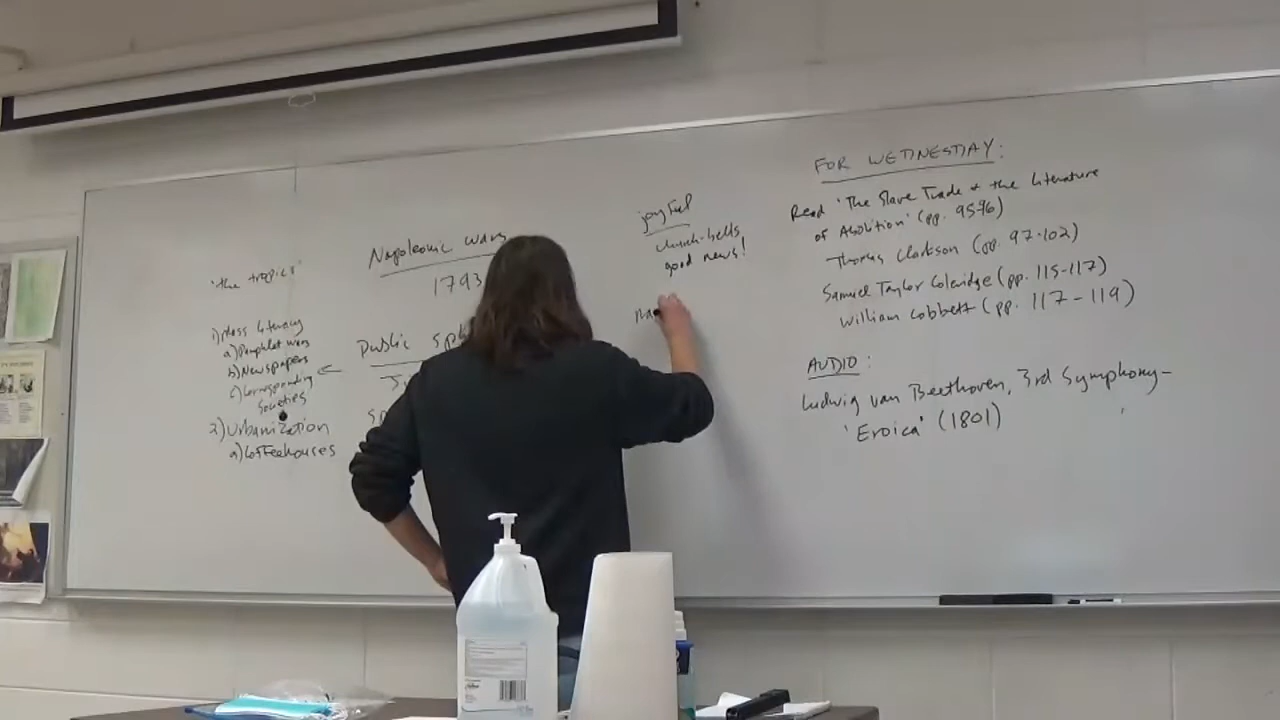 'the tropics'
1) Mass Literacy
a) Pamphlet wars
b) Newspapers
c) Corresponding
Societies
2) Urbanization
a) Coffeehouses
Napoleonic Wars
1793
public sph
joyful
church-bells
good news!
na
FOR WEDNESDAY:
Read 'The Slave Trade & the Literature
of Abolition' (pp. 95-96)
Thomas Clarkson (pp. 97-102)
Samuel Taylor Coleridge (pp. 115-117)
William Cobbett (pp. 117-119)
AUDIO:
Ludwig van Beethoven, 3rd Symphony-
'Eroica' (1801)